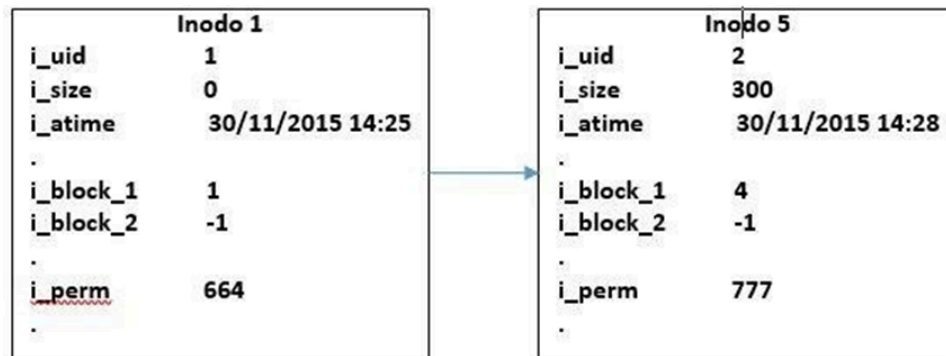 Inodo 1
i_uid 1
i_size 0
i_atime 30/11/2015 14:25
.
i_block_1 1
i_block_2 -1
.
i_perm 664
.
Inodo 5
i_uid 2
i_size 300
i_atime 30/11/2015 14:28
.
i_block_1 4
i_block_2 -1
.
i_perm 777
.